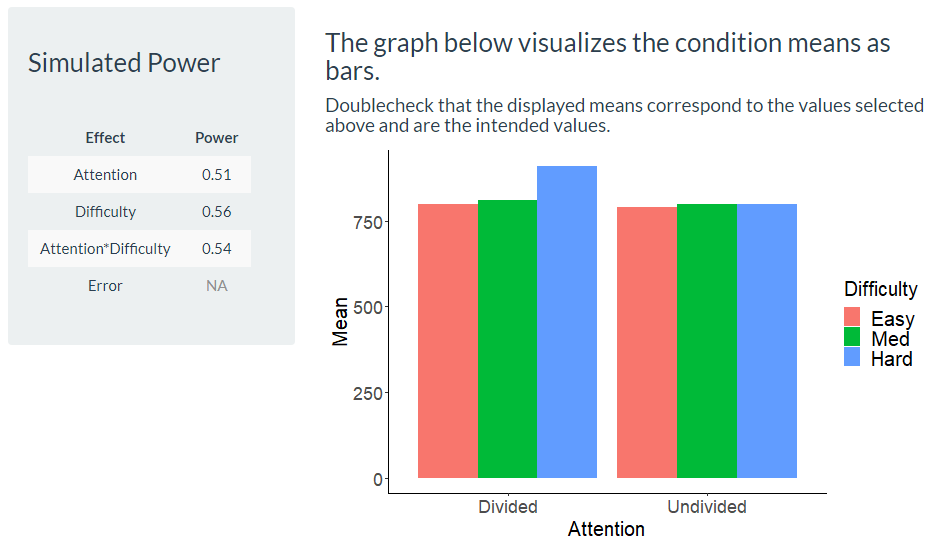 Simulated Power
Effect Power
Attention 0.51
Difficulty 0.56
Attention*Difficulty 0.54
Error NA
The graph below visualizes the condition means as
bars.
Doublecheck that the displayed means correspond to the values selected
above and are the intended values.
Mean
750
500
250
0
Divided Undivided
Attention
Difficulty
Easy
Med
Hard